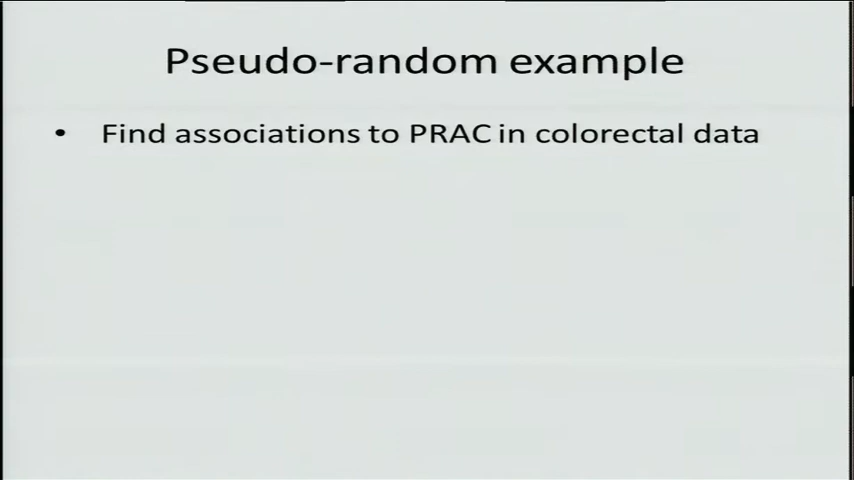 Pseudo-random example
• Find associations to PRAC in colorectal data